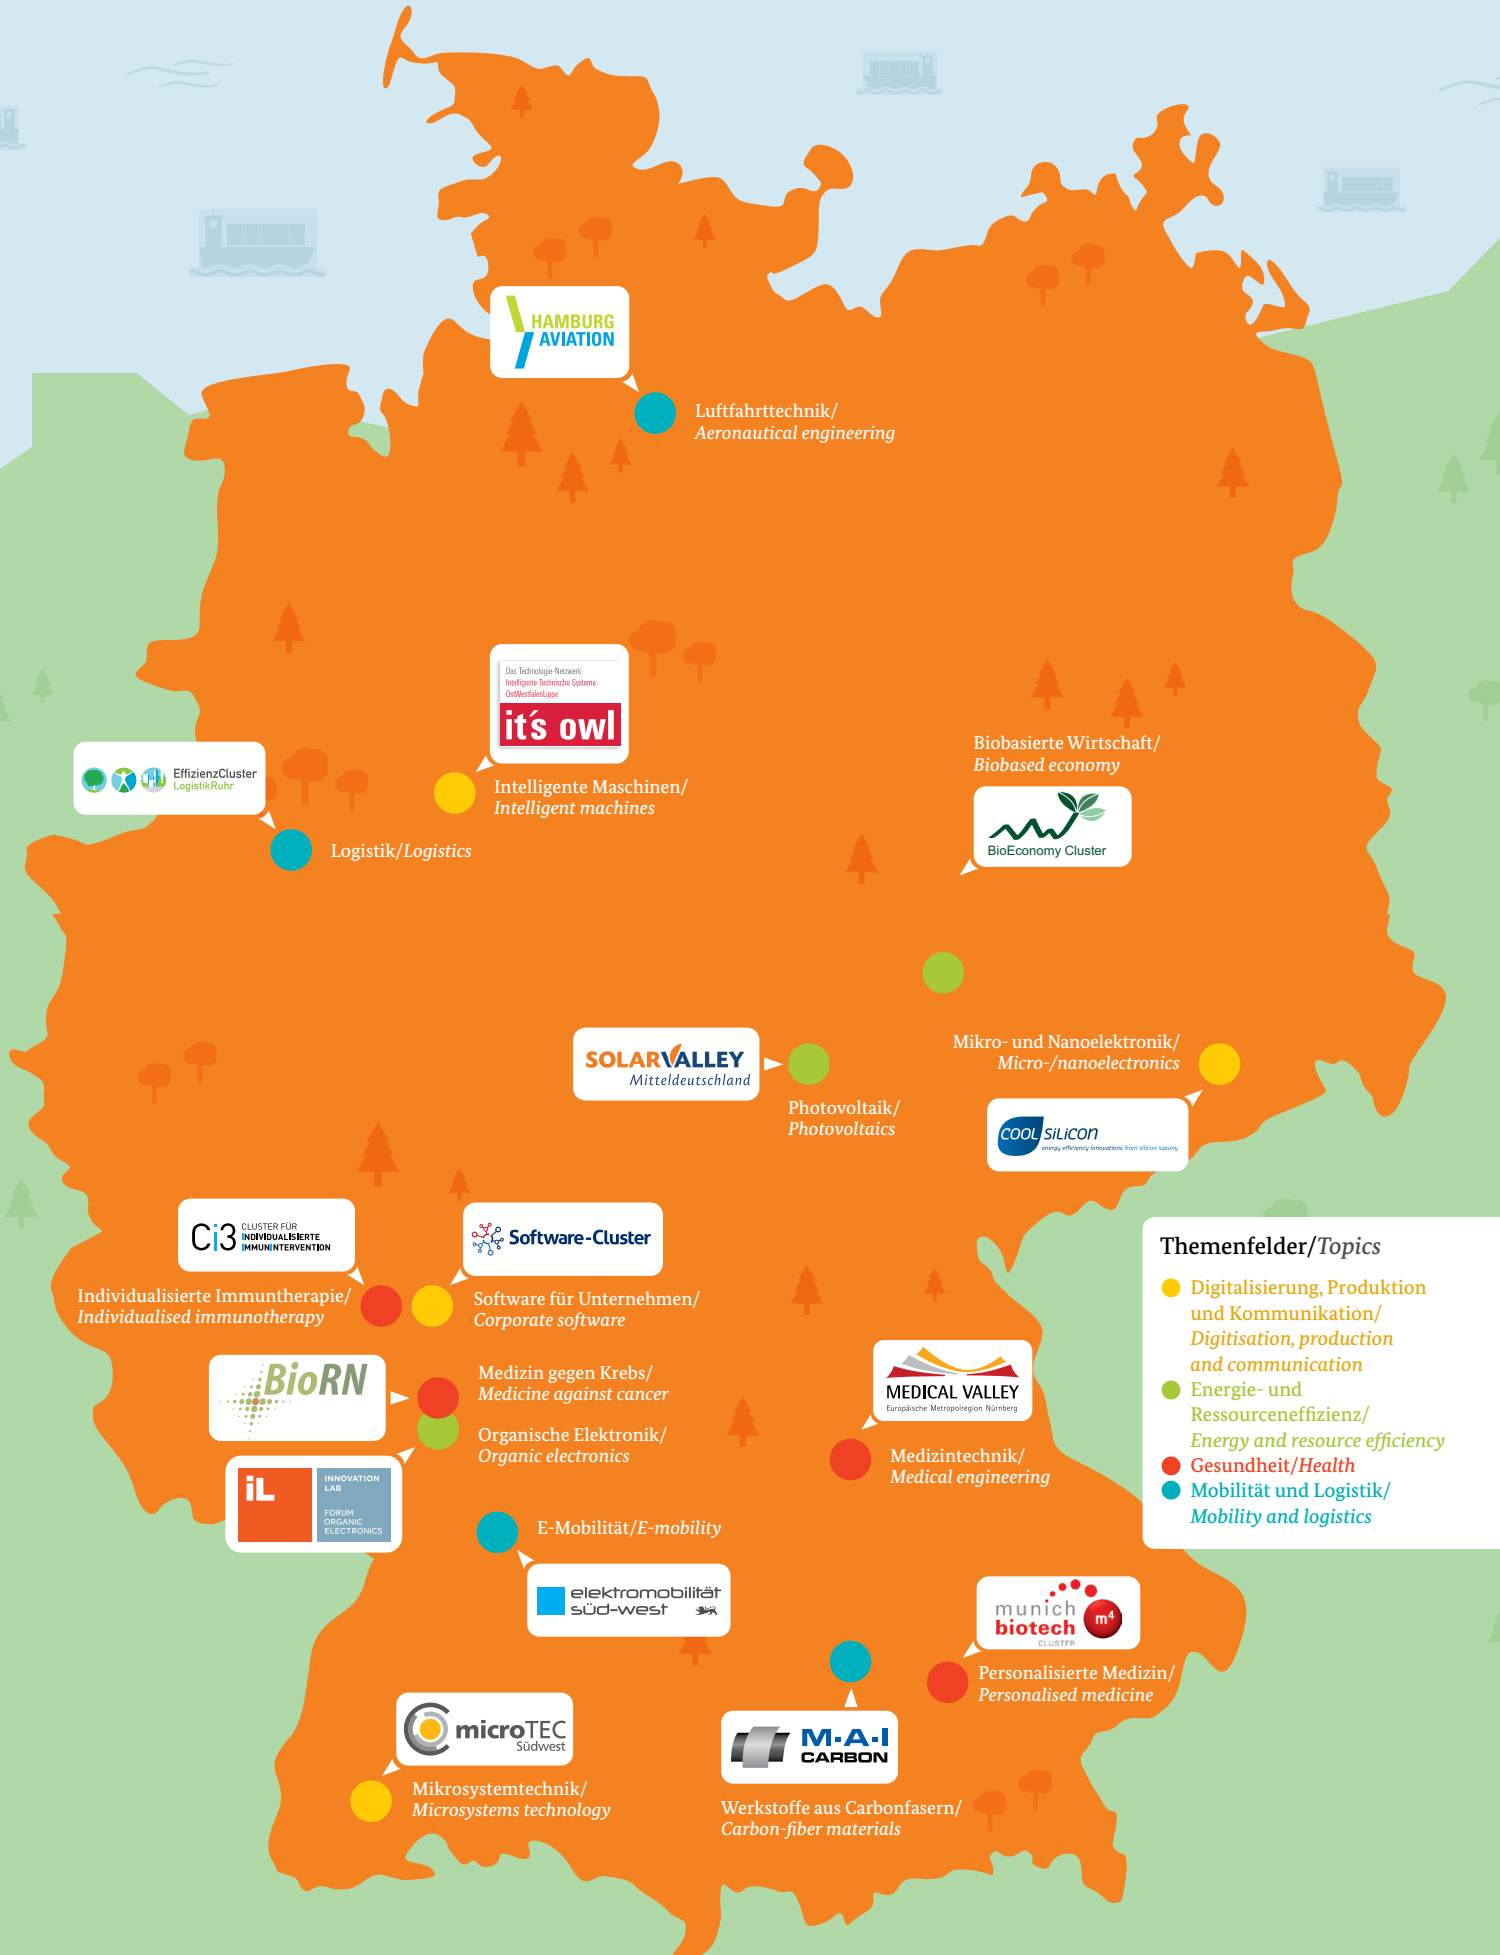 HAMBURG
AVIATION
Luftfahrttechnik/
Aeronautical engineering
Das Technologie-Netzwerk:
Intelligente Technische Systeme
OstWestfalenLippe
it´s owl
Intelligente Maschinen/
Intelligent machines
EffizienzCluster
LogistikRuhr
Logistik/Logistics
Biobasierte Wirtschaft/
Biobased economy
BioEconomy Cluster
SOLARVALLEY
Mitteldeutschland
Photovoltaik/
Photovoltaics
Mikro- und Nanoelektronik/
Micro-/nanoelectronics
COOL SILICON
energy efficiency innovations from silicon saxony
Ci3 CLUSTER FÜR
INDIVIDUALISIERTE
IMMUNINTERVENTION
Individualisierte Immuntherapie/
Individualised immunotherapy
Software-Cluster
Software für Unternehmen/
Corporate software
BioRN
Medizin gegen Krebs/
Medicine against cancer
Organische Elektronik/
Organic electronics
iL
INNOVATION
LAB
FORUM
ORGANIC
ELECTRONICS
MEDICAL VALLEY
Europäische Metropolregion Nürnberg
Medizintechnik/
Medical engineering
E-Mobilität/E-mobility
elektromobilität
süd-west
munich
biotech
CLUSTER
m4
Personalisierte Medizin/
Personalised medicine
microTEC
Südwest
Mikrosystemtechnik/
Microsystems technology
M·A·I
CARBON
Werkstoffe aus Carbonfasern/
Carbon-fiber materials
Themenfelder/Topics
Digitalisierung, Produktion
und Kommunikation/
Digitisation, production
and communication
Energie- und
Ressourceneffizienz/
Energy and resource efficiency
Gesundheit/Health
Mobilität und Logistik/
Mobility and logistics